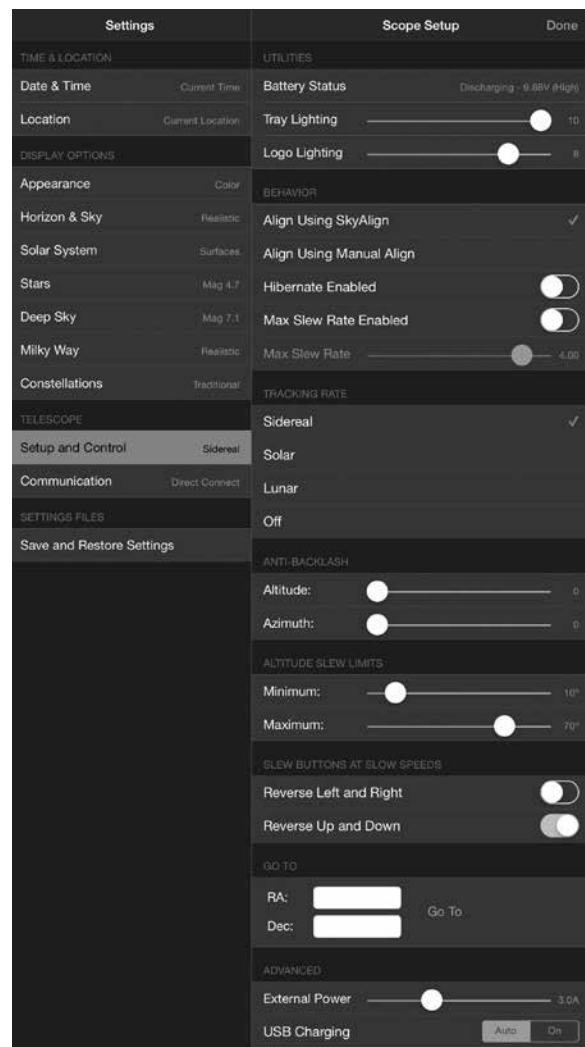 Settings
TIME & LOCATION
Date & Time Current Time
Location Current Location
DISPLAY OPTIONS
Appearance Color
Horizon & Sky Realistic
Solar System Surfaces
Stars Mag 4.7
Deep Sky Mag 7.1
Milky Way Realistic
Constellations Traditional
TELESCOPE
Setup and Control Sidereal
Communication Direct Connect
SETTINGS FILES
Save and Restore Settings
Scope Setup Done
UTILITIES
Battery Status Discharging - 9.88V (High)
Tray Lighting 10
Logo Lighting 8
BEHAVIOR
Align Using SkyAlign ✓
Align Using Manual Align
Hibernate Enabled
Max Slew Rate Enabled
Max Slew Rate 4.00
TRACKING RATE
Sidereal ✓
Solar
Lunar
Off
ANTI-BACKLASH
Altitude: 0
Azimuth: 0
ALTITUDE SLEW LIMITS
Minimum: 10°
Maximum: 70°
SLEW BUTTONS AT SLOW SPEEDS
Reverse Left and Right
Reverse Up and Down
GO TO
RA:
Go To
Dec:
ADVANCED
External Power 3.0A
USB Charging Auto On